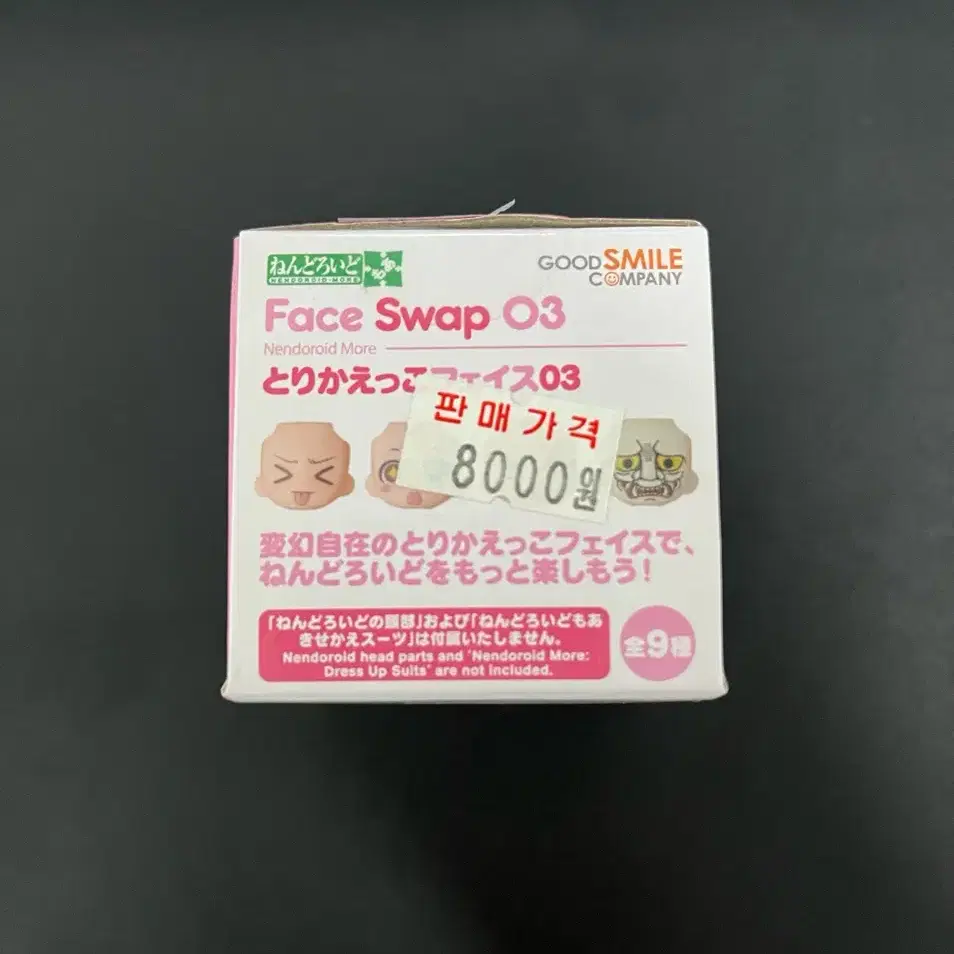 ねんどろいど もあ
NENDOROID MORE
GOOD SMILE
COMPANY
Face Swap 03
Nendoroid More
とりかえっこフェイス03
판매가격
8000원
変幻自在のとりかえっこフェイスで、
ねんどろいどをもっと楽しもう!
「ねんどろいどの頭部」および「ねんどろいどもあ
きせかえスーツ」は付属いたしません。
Nendoroid head parts and 'Nendoroid More:
Dress Up Suits' are not included.
全9種